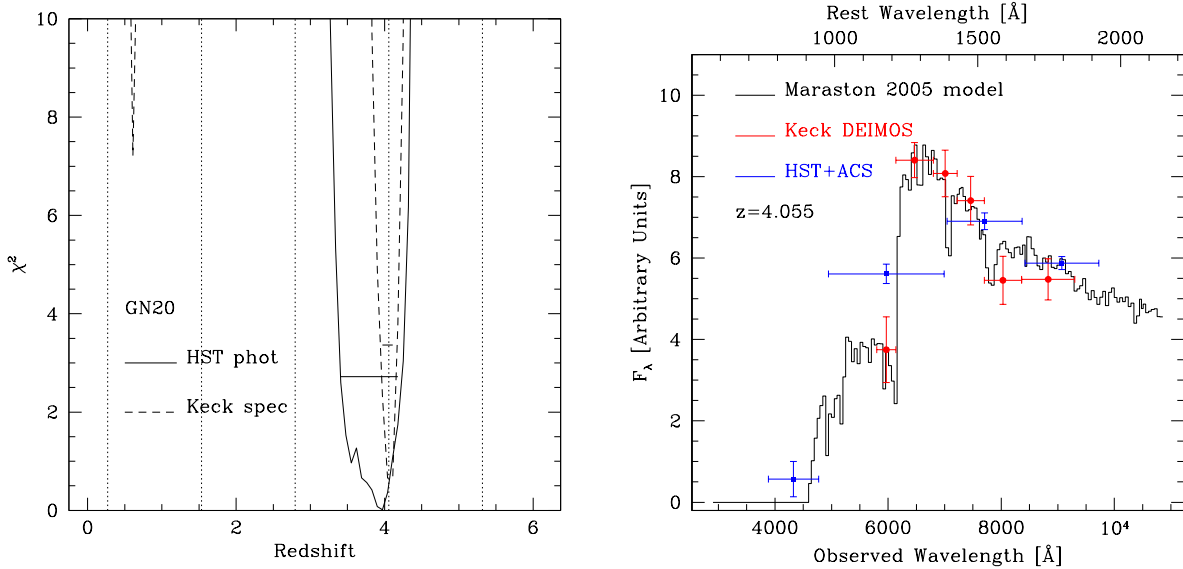 10
8
6
4
2
0
χ²
GN20
HST phot
Keck spec
0
2
4
6
Redshift
Rest Wavelength [Å]
1000
1500
2000
10
8
6
4
2
0
F_λ [Arbitrary Units]
Maraston 2005 model
Keck DEIMOS
HST+ACS
z=4.055
4000
6000
8000
10⁴
Observed Wavelength [Å]